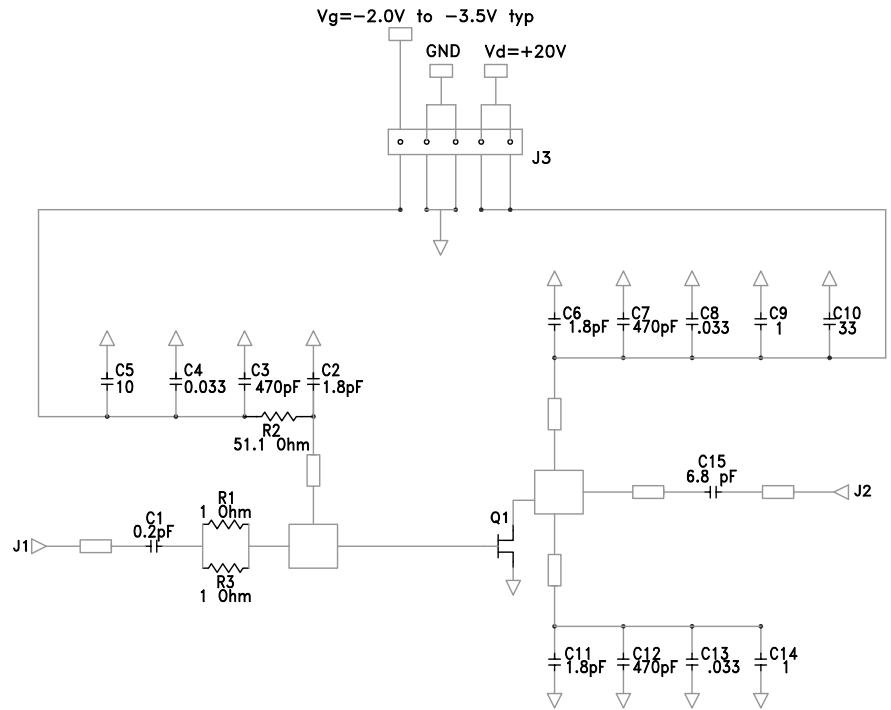 Vg=-2.0V to -3.5V typ
GND
Vd=+20V
J3
C6
1.8pF
C7
470pF
C8
.033
C9
1
C10
33
C5
10
C4
0.033
C3
470pF
C2
1.8pF
R2
51.1 Ohm
C15
6.8 pF
J2
R1
1 Ohm
C1
0.2pF
J1
Q1
R3
1 Ohm
C11
1.8pF
C12
470pF
C13
.033
C14
1